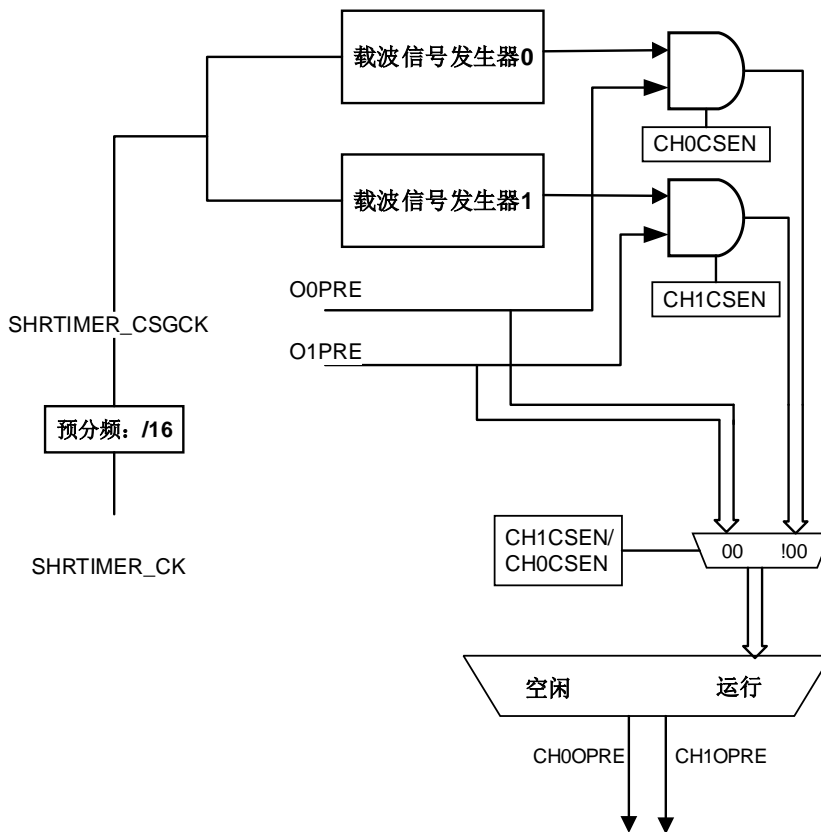 载波信号发生器0
CH0CSEN
载波信号发生器1
CH1CSEN
O0PRE
SHRTIMER_CSGCK
O1PRE
预分频：/16
CH1CSEN/
CH0CSEN
00 !00
SHRTIMER_CK
空闲 运行
CH0OPRE CH1OPRE